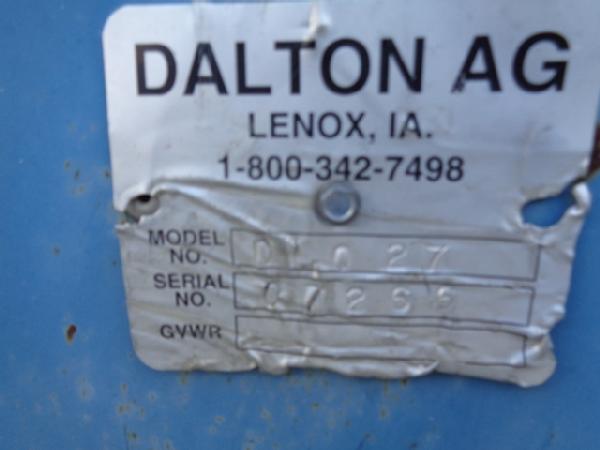 DALTON AG
LENOX, IA.
1-800-342-7498
MODEL
NO.
SERIAL
NO.
GVWR